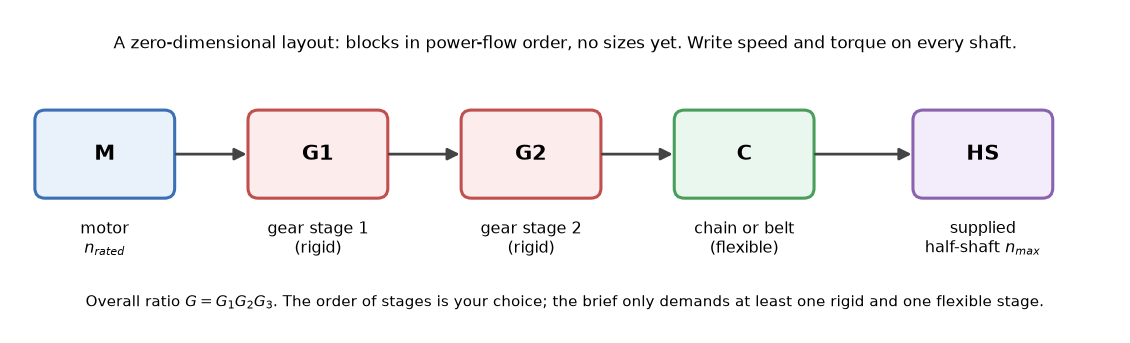 A zero-dimensional layout: blocks in power-flow order, no sizes yet. Write speed and torque on every shaft.
M
G1
G2
C
HS
motor
n_rated
gear stage 1
(rigid)
gear stage 2
(rigid)
chain or belt
(flexible)
supplied
half-shaft n_max
Overall ratio G = G₁G₂G₃. The order of stages is your choice; the brief only demands at least one rigid and one flexible stage.